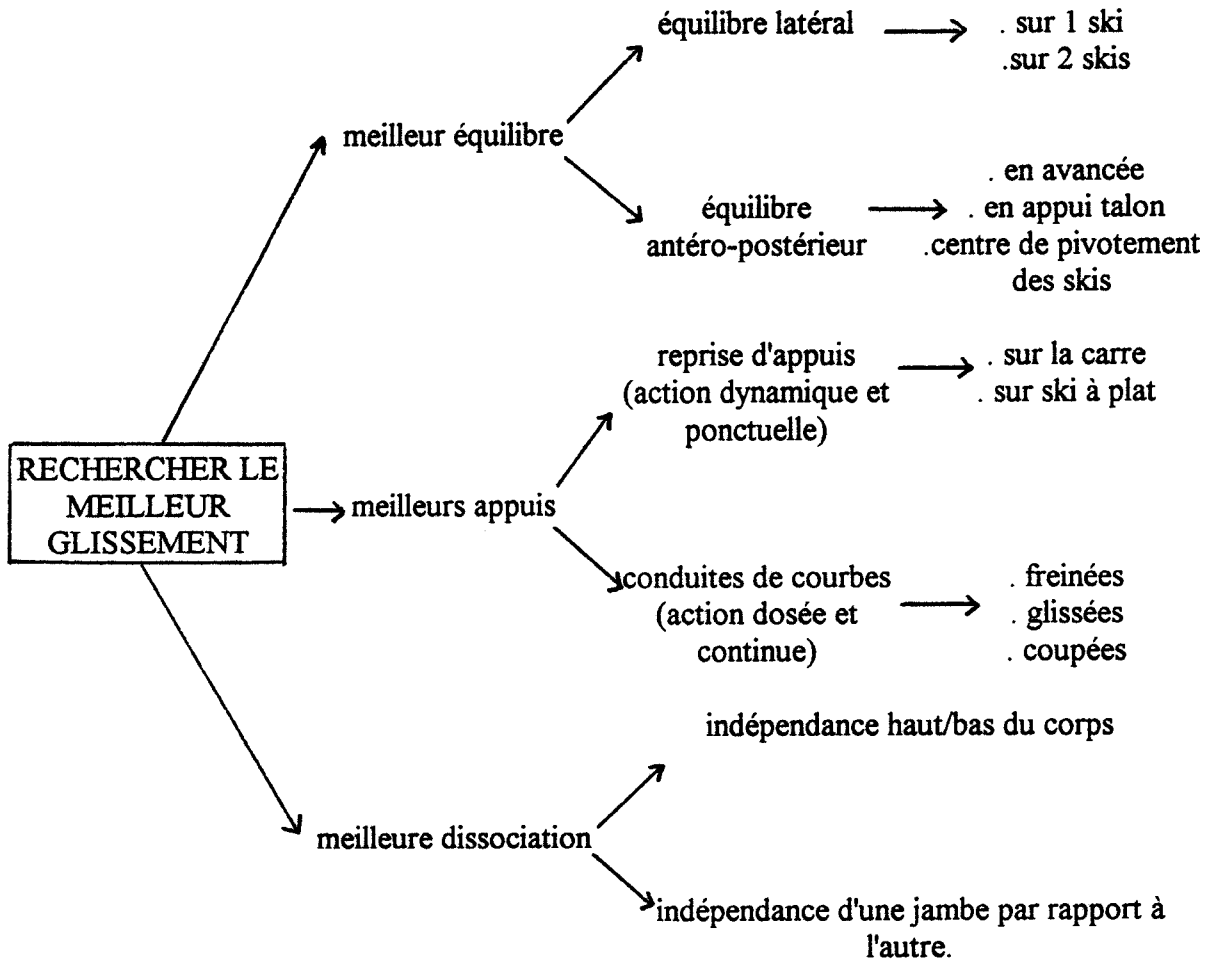 équilibre latéral
. sur 1 ski
.sur 2 skis
meilleur équilibre
équilibre
antéro-postérieur
. en avancée
. en appui talon
.centre de pivotement
des skis
reprise d'appuis
(action dynamique et
ponctuelle)
. sur la carre
. sur ski à plat
RECHERCHER LE
MEILLEUR
GLISSEMENT
meilleurs appuis
conduites de courbes
(action dosée et
continue)
. freinées
. glissées
. coupées
indépendance haut/bas du corps
meilleure dissociation
indépendance d'une jambe par rapport à
l'autre.